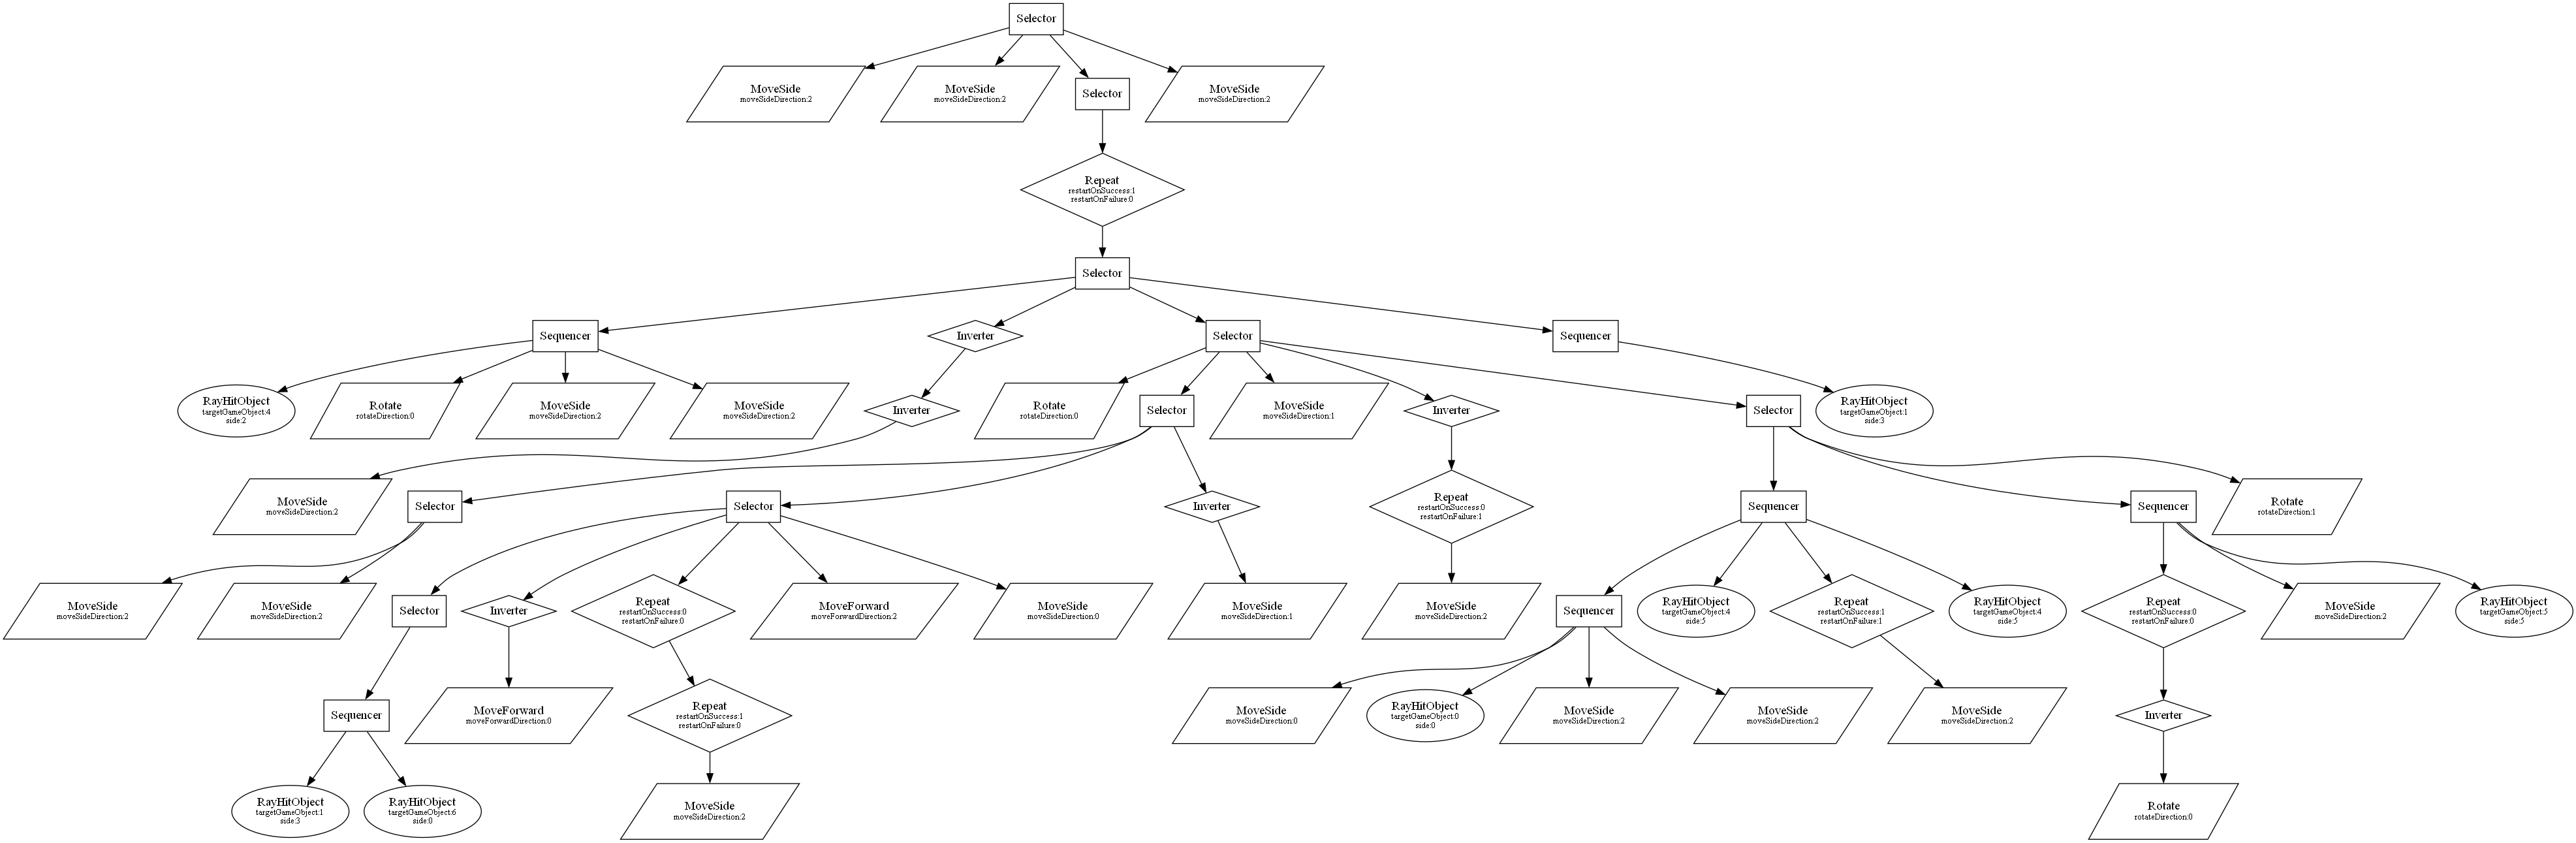 Selector
MoveSide
moveSideDirection:2
MoveSide
moveSideDirection:2
Selector
MoveSide
moveSideDirection:2
Repeat
restartOnSuccess:1
restartOnFailure:0
Selector
Sequencer
Inverter
Selector
Sequencer
RayHitObject
targetGameObject:4
side:2
Rotate
rotateDirection:0
MoveSide
moveSideDirection:2
MoveSide
moveSideDirection:2
Inverter
Rotate
rotateDirection:0
Selector
MoveSide
moveSideDirection:1
Inverter
Selector
RayHitObject
targetGameObject:1
side:3
MoveSide
moveSideDirection:2
Selector
Selector
Inverter
Repeat
restartOnSuccess:0
restartOnFailure:1
Sequencer
Sequencer
Rotate
rotateDirection:1
MoveSide
moveSideDirection:2
MoveSide
moveSideDirection:2
Selector
Inverter
Repeat
restartOnSuccess:0
restartOnFailure:0
MoveForward
moveForwardDirection:2
MoveSide
moveSideDirection:0
MoveSide
moveSideDirection:1
MoveSide
moveSideDirection:2
Sequencer
RayHitObject
targetGameObject:4
side:5
Repeat
restartOnSuccess:1
restartOnFailure:1
RayHitObject
targetGameObject:4
side:5
Repeat
restartOnSuccess:0
restartOnFailure:0
MoveSide
moveSideDirection:2
RayHitObject
targetGameObject:5
side:5
Sequencer
MoveForward
moveForwardDirection:0
Repeat
restartOnSuccess:1
restartOnFailure:0
MoveSide
moveSideDirection:0
RayHitObject
targetGameObject:0
side:0
MoveSide
moveSideDirection:2
MoveSide
moveSideDirection:2
MoveSide
moveSideDirection:2
Inverter
RayHitObject
targetGameObject:1
side:3
RayHitObject
targetGameObject:6
side:0
MoveSide
moveSideDirection:2
Rotate
rotateDirection:0